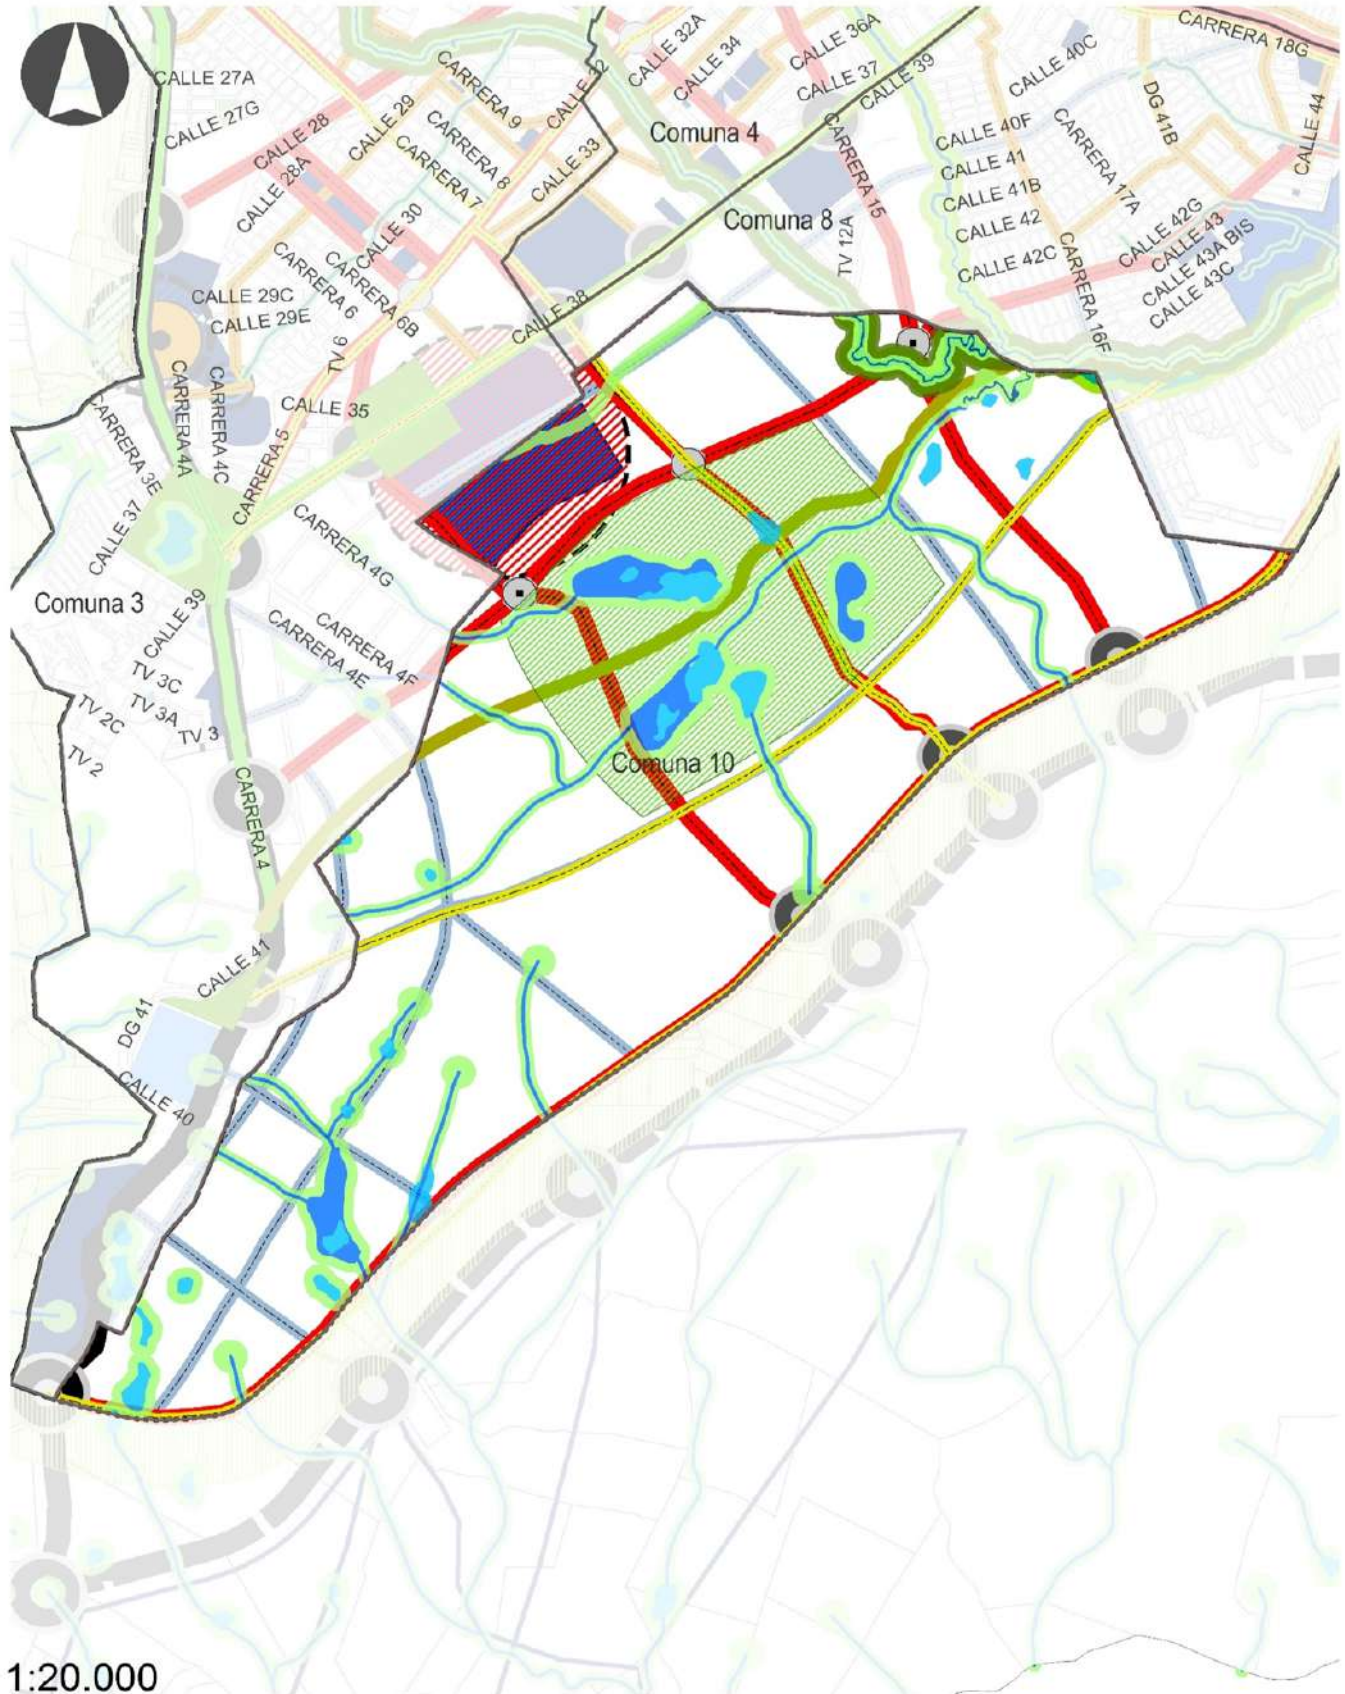 CARRERA 18G
CALLE 32A
CALLE 36A
CALLE 34
CALLE 40C
CALLE 27A
CARRERA 9
CALLE 37
CALLE 39
DG 41B
CALLE 27G
CALLE 29
CALLE 44
CALLE 28
CARRERA 8
Comuna 4
CALLE 40F
CARRERA 7
CARRERA 15
CARRERA 17A
CALLE 28A
CALLE 33
CALLE 41
CALLE 41B
CALLE 30
Comuna 8
CALLE 42
CALLE 42G
CALLE 43
TV 12A
CALLE 43A BIS
CARRERA 6
CARRERA 6B
CALLE 42C
CARRERA 16F
CALLE 43C
CALLE 29C
CALLE 29E
CALLE 38
TV 6
CARRERA 4A
CARRERA 4C
CALLE 35
CARRERA 3E
CARRERA 5
CALLE 37
CARRERA 4G
Comuna 3
CALLE 39
CARRERA 4F
CARRERA 4E
TV 3C
TV 3A
TV 2C
TV 3
TV 2
Comuna 10
CARRERA 4
CALLE 41
DG 41
CALLE 40
1:20.000